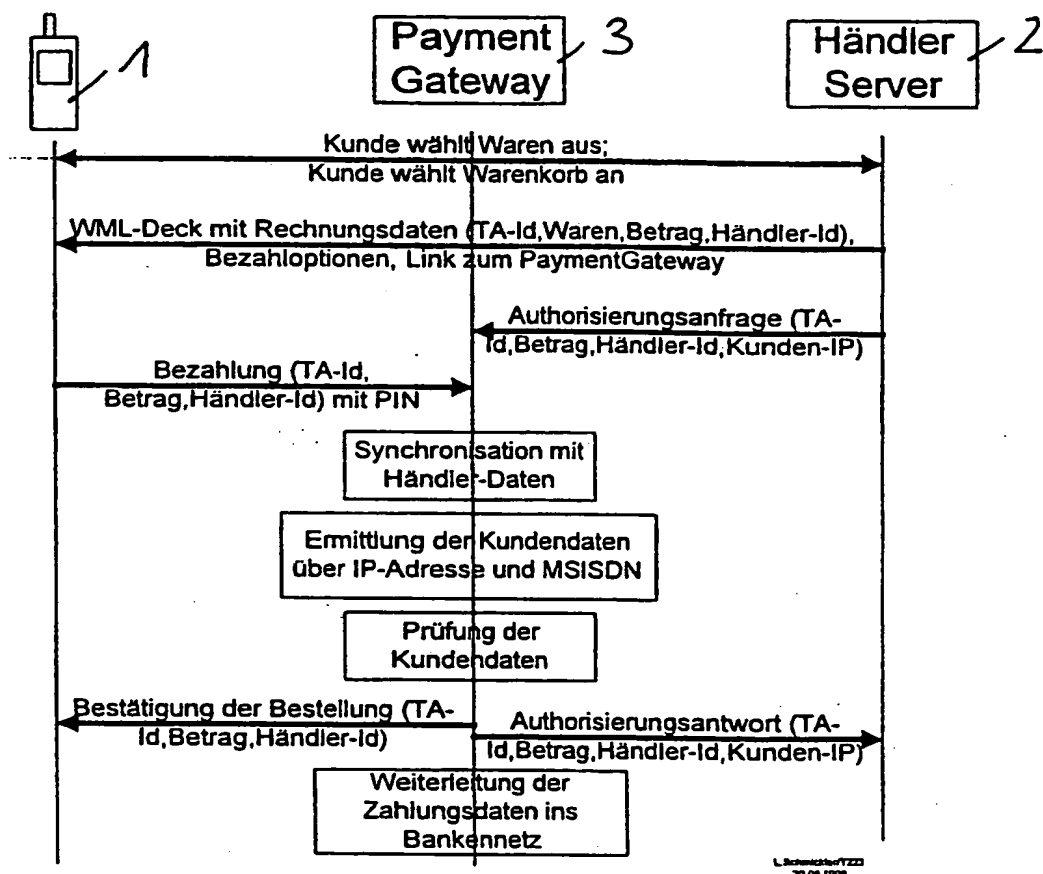 1
Payment
Gateway
3
Händler
Server
2
Kunde wählt Waren aus;
Kunde wählt Warenkorb an
WML-Deck mit Rechnungsdaten (TA-Id,Waren,Betrag,Händler-Id),
Bezahloptionen, Link zum PaymentGateway
Authorisierungsanfrage (TA-
Id,Betrag,Händler-Id,Kunden-IP)
Bezahlung (TA-Id,
Betrag,Händler-Id) mit PIN
Synchronisation mit
Händler-Daten
Ermittlung der Kundendaten
über IP-Adresse und MSISDN
Prüfung der
Kundendaten
Bestätigung der Bestellung (TA-
Id,Betrag,Händler-Id)
Authorisierungsantwort (TA-
Id,Betrag,Händler-Id,Kunden-IP)
Weiterleitung der
Zahlungsdaten ins
Bankennetz